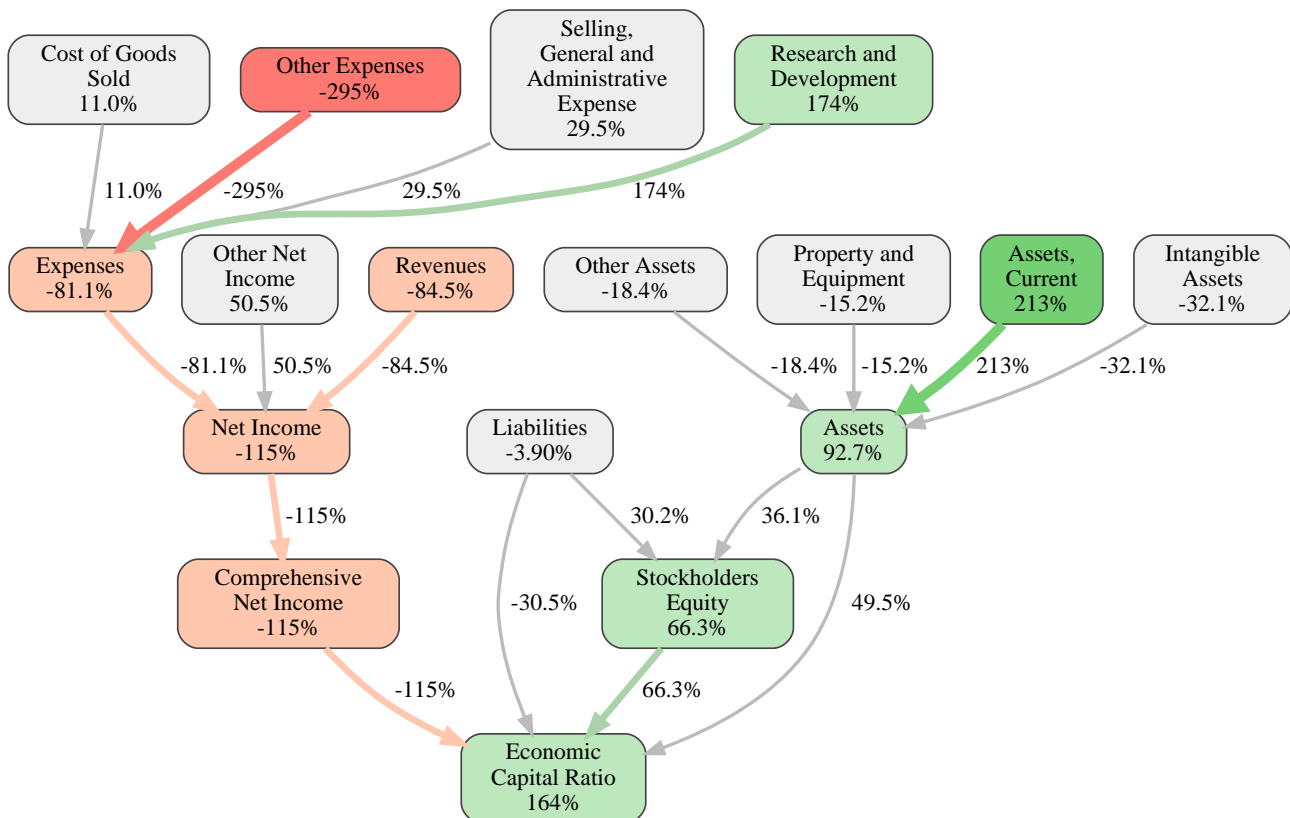 Cost of Goods
Sold
11.0%
Other Expenses
-295%
Selling,
General and
Administrative
Expense
29.5%
Research and
Development
174%
11.0%
-295%
29.5%
174%
Expenses
-81.1%
Other Net
Income
50.5%
Revenues
-84.5%
Other Assets
-18.4%
Property and
Equipment
-15.2%
Assets,
Current
213%
Intangible
Assets
-32.1%
-81.1%
50.5%
-84.5%
-18.4%
-15.2%
213%
-32.1%
Net Income
-115%
Liabilities
-3.90%
Assets
92.7%
-115%
30.2%
36.1%
Comprehensive
Net Income
-115%
-30.5%
Stockholders
Equity
66.3%
49.5%
-115%
66.3%
Economic
Capital Ratio
164%